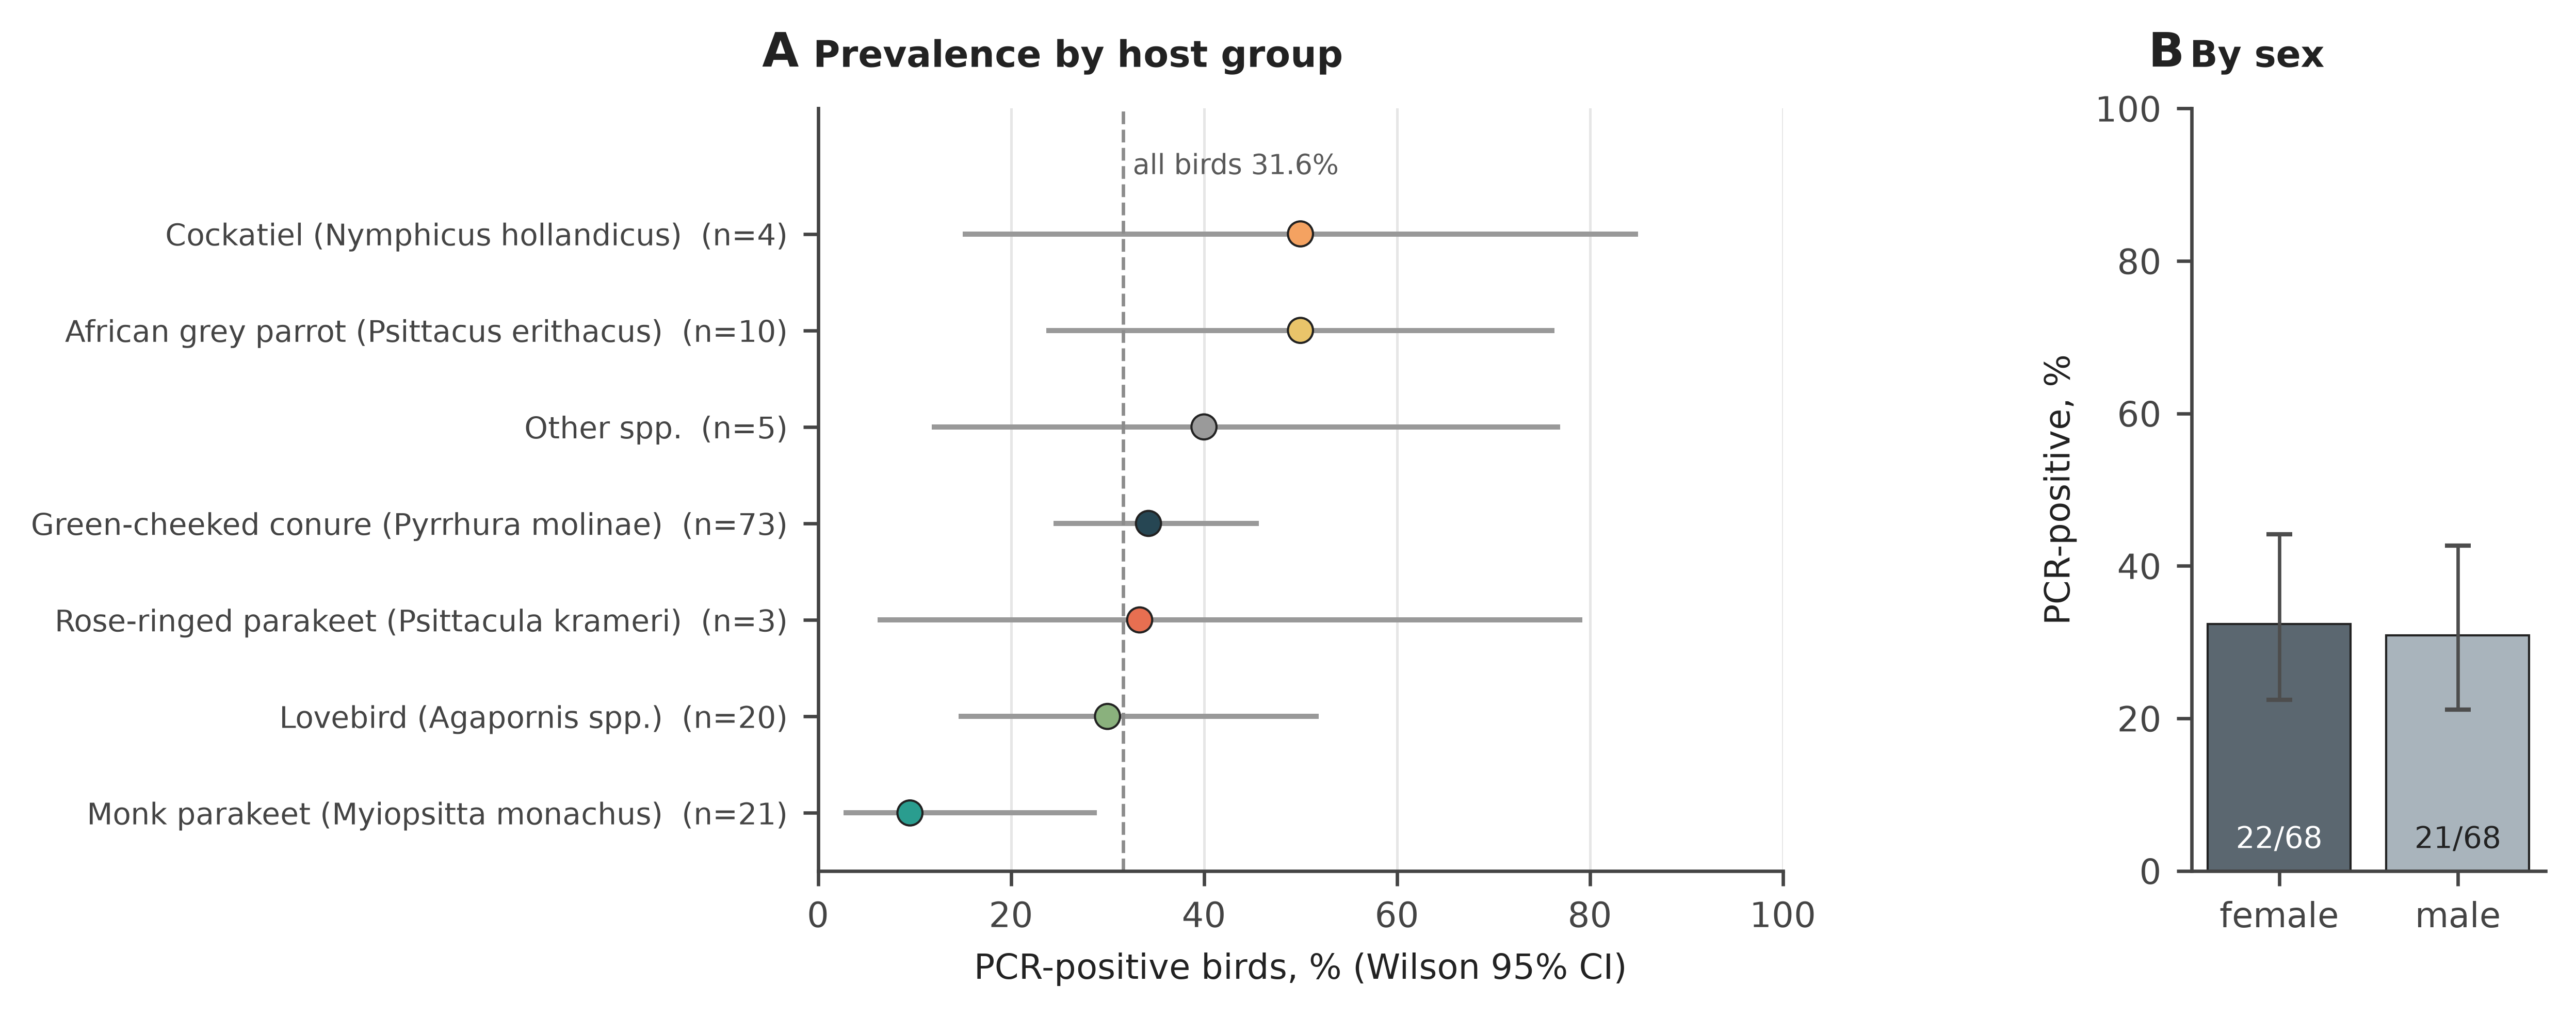 A Prevalence by host group
all birds 31.6%
Cockatiel (Nymphicus hollandicus) (n=4)
African grey parrot (Psittacus erithacus) (n=10)
Other spp. (n=5)
Green-cheeked conure (Pyrrhura molinae) (n=73)
Rose-ringed parakeet (Psittacula krameri) (n=3)
Lovebird (Agapornis spp.) (n=20)
Monk parakeet (Myiopsitta monachus) (n=21)
0 20 40 60 80 100
PCR-positive birds, % (Wilson 95% CI)
B By sex
PCR-positive, %
100
80
60
40
20
0
22/68 21/68
female male